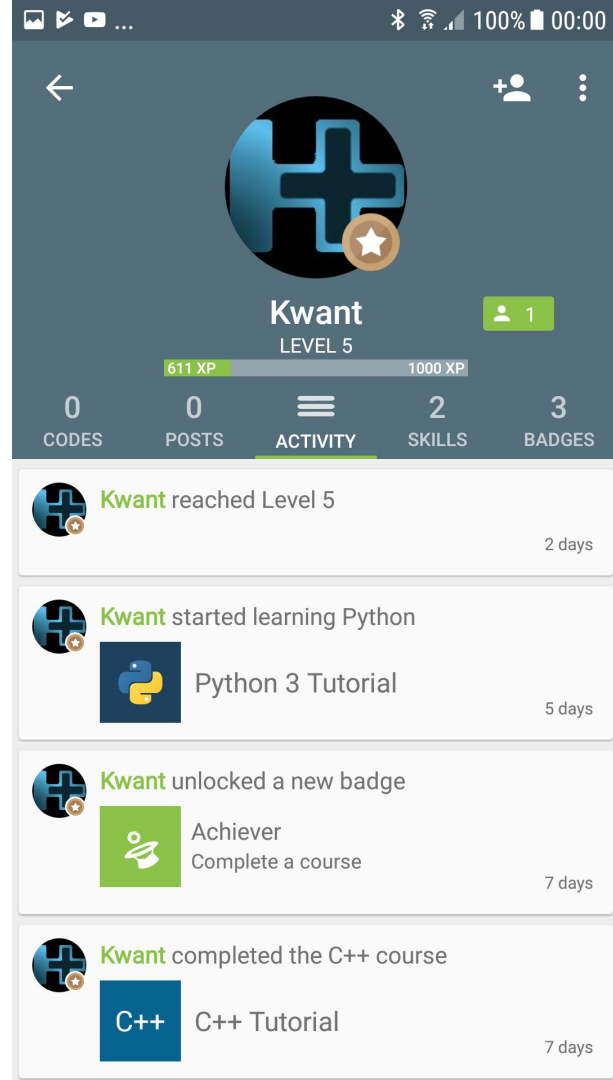 ... 100% 00:00
Kwant
1
LEVEL 5
611 XP 1000 XP
0 0 2 3
CODES POSTS ACTIVITY SKILLS BADGES
Kwant reached Level 5
2 days
Kwant started learning Python
Python 3 Tutorial
5 days
Kwant unlocked a new badge
Achiever
Complete a course
7 days
Kwant completed the C++ course
C++ C++ Tutorial
7 days